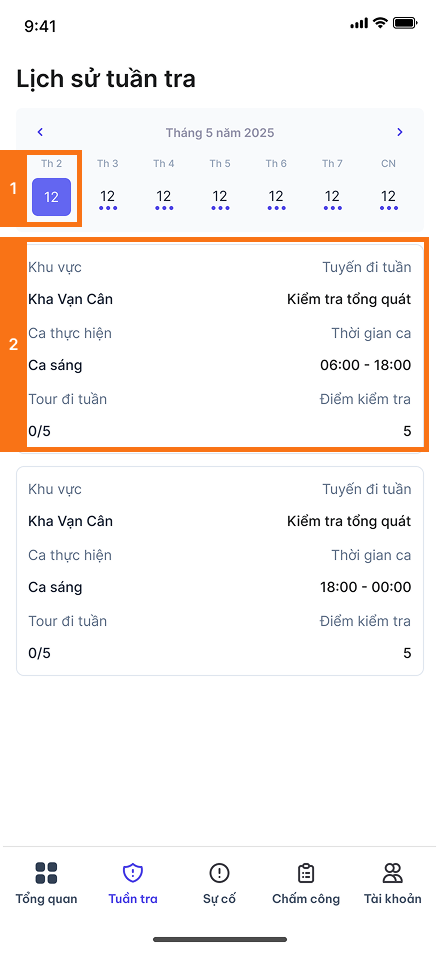 9:41
Lịch sử tuần tra
Tháng 5 năm 2025
1
Th 2 Th 3 Th 4 Th 5 Th 6 Th 7 CN
12 12 12 12 12 12 12
2
Khu vực Tuyến đi tuần
Kha Vạn Cân Kiểm tra tổng quát
Ca thực hiện Thời gian ca
Ca sáng 06:00 - 18:00
Tour đi tuần Điểm kiểm tra
0/5 5
Khu vực Tuyến đi tuần
Kha Vạn Cân Kiểm tra tổng quát
Ca thực hiện Thời gian ca
Ca sáng 18:00 - 00:00
Tour đi tuần Điểm kiểm tra
0/5 5
Tổng quan Tuần tra Sự cố Chấm công Tài khoản